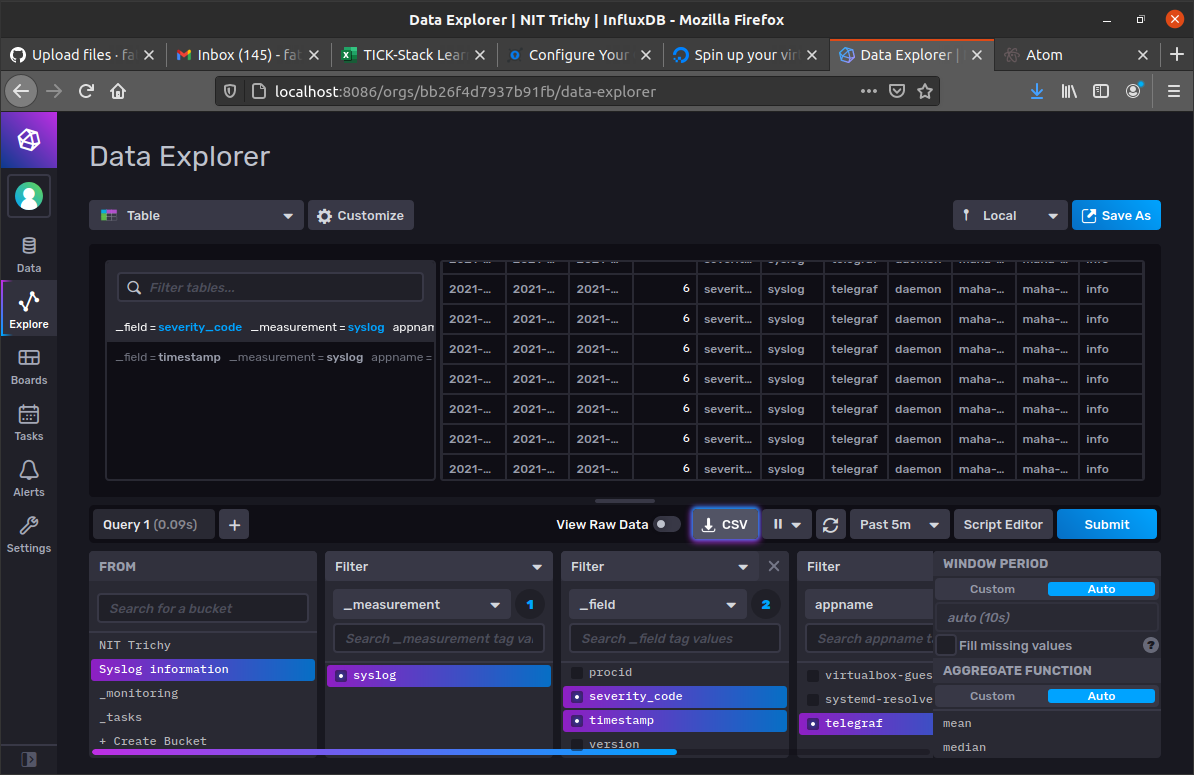 Data Explorer | NIT Trichy | InfluxDB - Mozilla Firefox
Upload files · fa
Inbox (145) - fat
TICK-Stack Lear
Configure Your
Spin up your virt
Data Explorer |
Atom
localhost:8086/orgs/bb26f4d7937b91fb/data-explorer
Data Explorer
Table
Customize
Local
Save As
Data
Explore
Boards
Tasks
Alerts
Settings
Filter tables...
_field = severity_code _measurement = syslog appnam
_field = timestamp _measurement = syslog appname =
2021-... 2021-... 2021-... 6 severit... syslog telegraf daemon maha-... maha-... info
2021-... 2021-... 2021-... 6 severit... syslog telegraf daemon maha-... maha-... info
2021-... 2021-... 2021-... 6 severit... syslog telegraf daemon maha-... maha-... info
2021-... 2021-... 2021-... 6 severit... syslog telegraf daemon maha-... maha-... info
2021-... 2021-... 2021-... 6 severit... syslog telegraf daemon maha-... maha-... info
2021-... 2021-... 2021-... 6 severit... syslog telegraf daemon maha-... maha-... info
2021-... 2021-... 2021-... 6 severit... syslog telegraf daemon maha-... maha-... info
Query 1 (0.09s)
+
View Raw Data
CSV
Past 5m
Script Editor
Submit
FROM
Search for a bucket
NIT Trichy
Syslog information
_monitoring
_tasks
+ Create Bucket
Filter
_measurement
1
Search _measurement tag va
syslog
Filter
_field
2
Search _field tag values
procid
severity_code
timestamp
version
Filter
appname
Search appname t
virtualbox-gues
systemd-resolve
telegraf
WINDOW PERIOD
Custom Auto
auto (10s)
Fill missing values ?
AGGREGATE FUNCTION
Custom Auto
mean
median